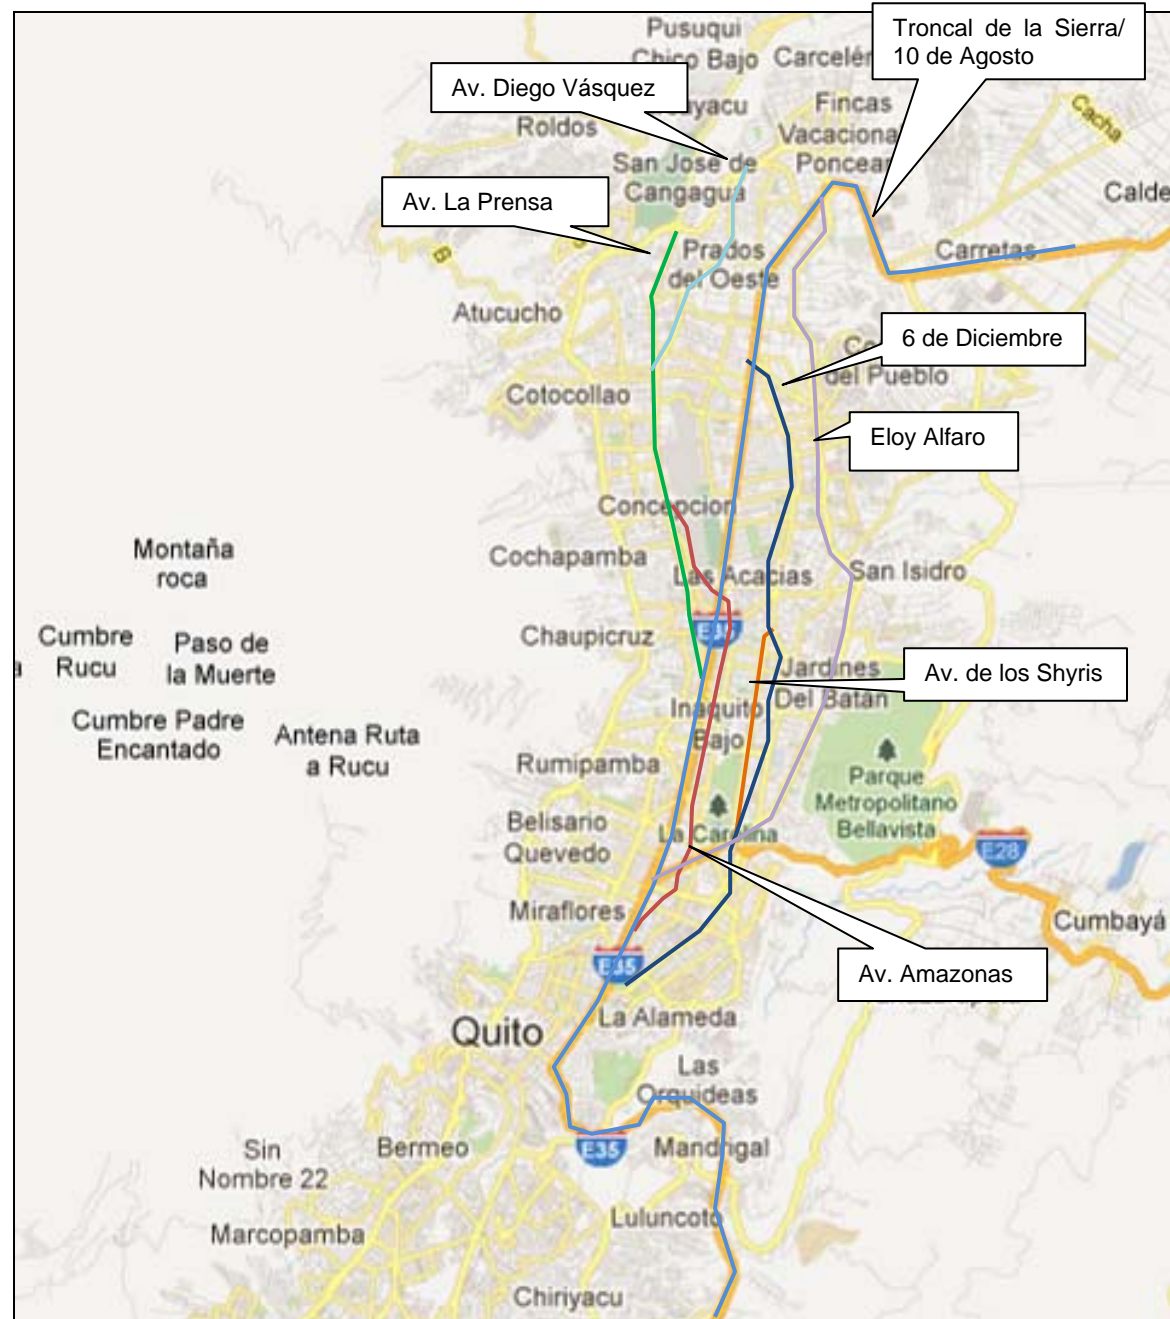 Pusuqui
Chico Bajo
Carcelén
Troncal de la Sierra/
10 de Agosto
Av. Diego Vásquez
Roldos
Fincas
Vacaciona
Poncean
Cacha
San Jose de
Cangagua
Calde
Av. La Prensa
B
Prados
del Oeste
Carretas
Atucucho
6 de Diciembre
del Pueblo
Cotocollao
Eloy Alfaro
Concepcion
Montaña
roca
Cochapamba
Las Acacias
San Isidro
Cumbre
Rucu
Paso de
la Muerte
Chaupicruz
E35
Jardines
Del Batán
Av. de los Shyris
Inaquito
Bajo
Cumbre Padre
Encantado
Antena Ruta
a Rucu
Rumipamba
Parque
Metropolitano
Bellavista
Belisario
Quevedo
La Carolina
E28
Miraflores
Cumbayá
E35
Av. Amazonas
La Alameda
Quito
Las
Orquideas
Sin
Nombre 22
Bermeo
E35
Mandrigal
Marcopamba
Luluncoto
Chiriyacu